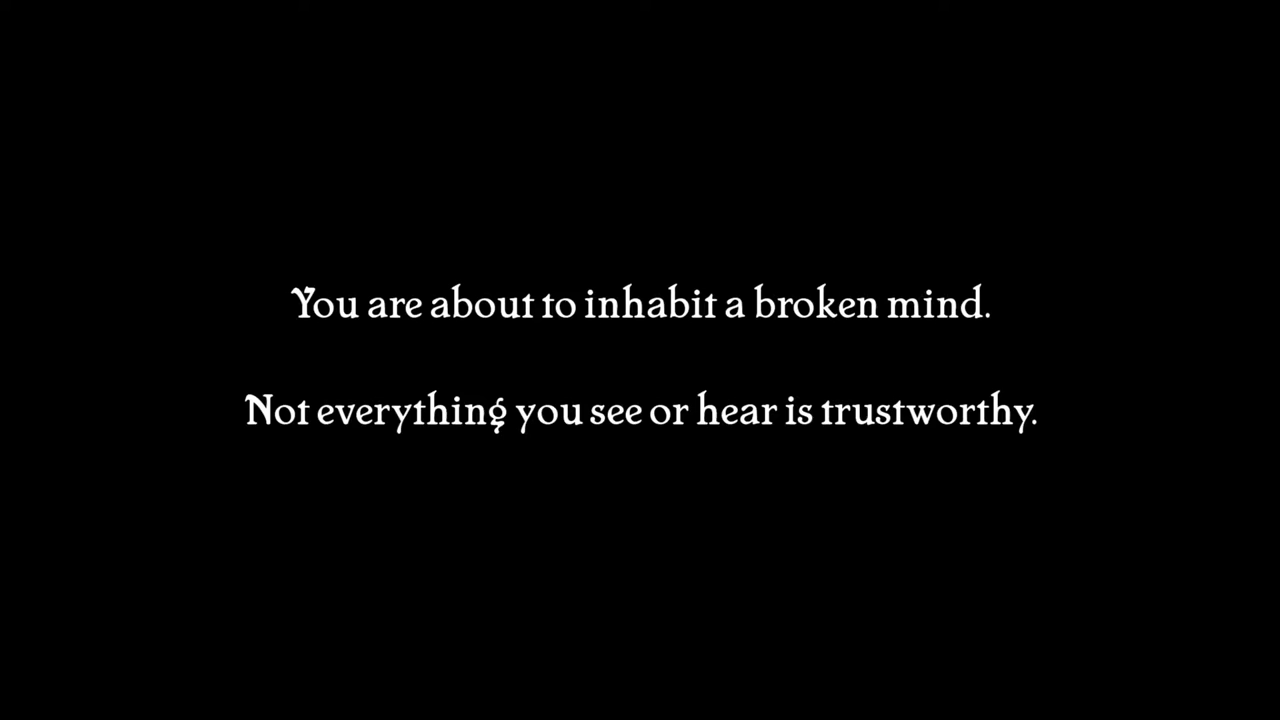 You are about to inhabit a broken mind.
Not everything you see or hear is trustworthy.